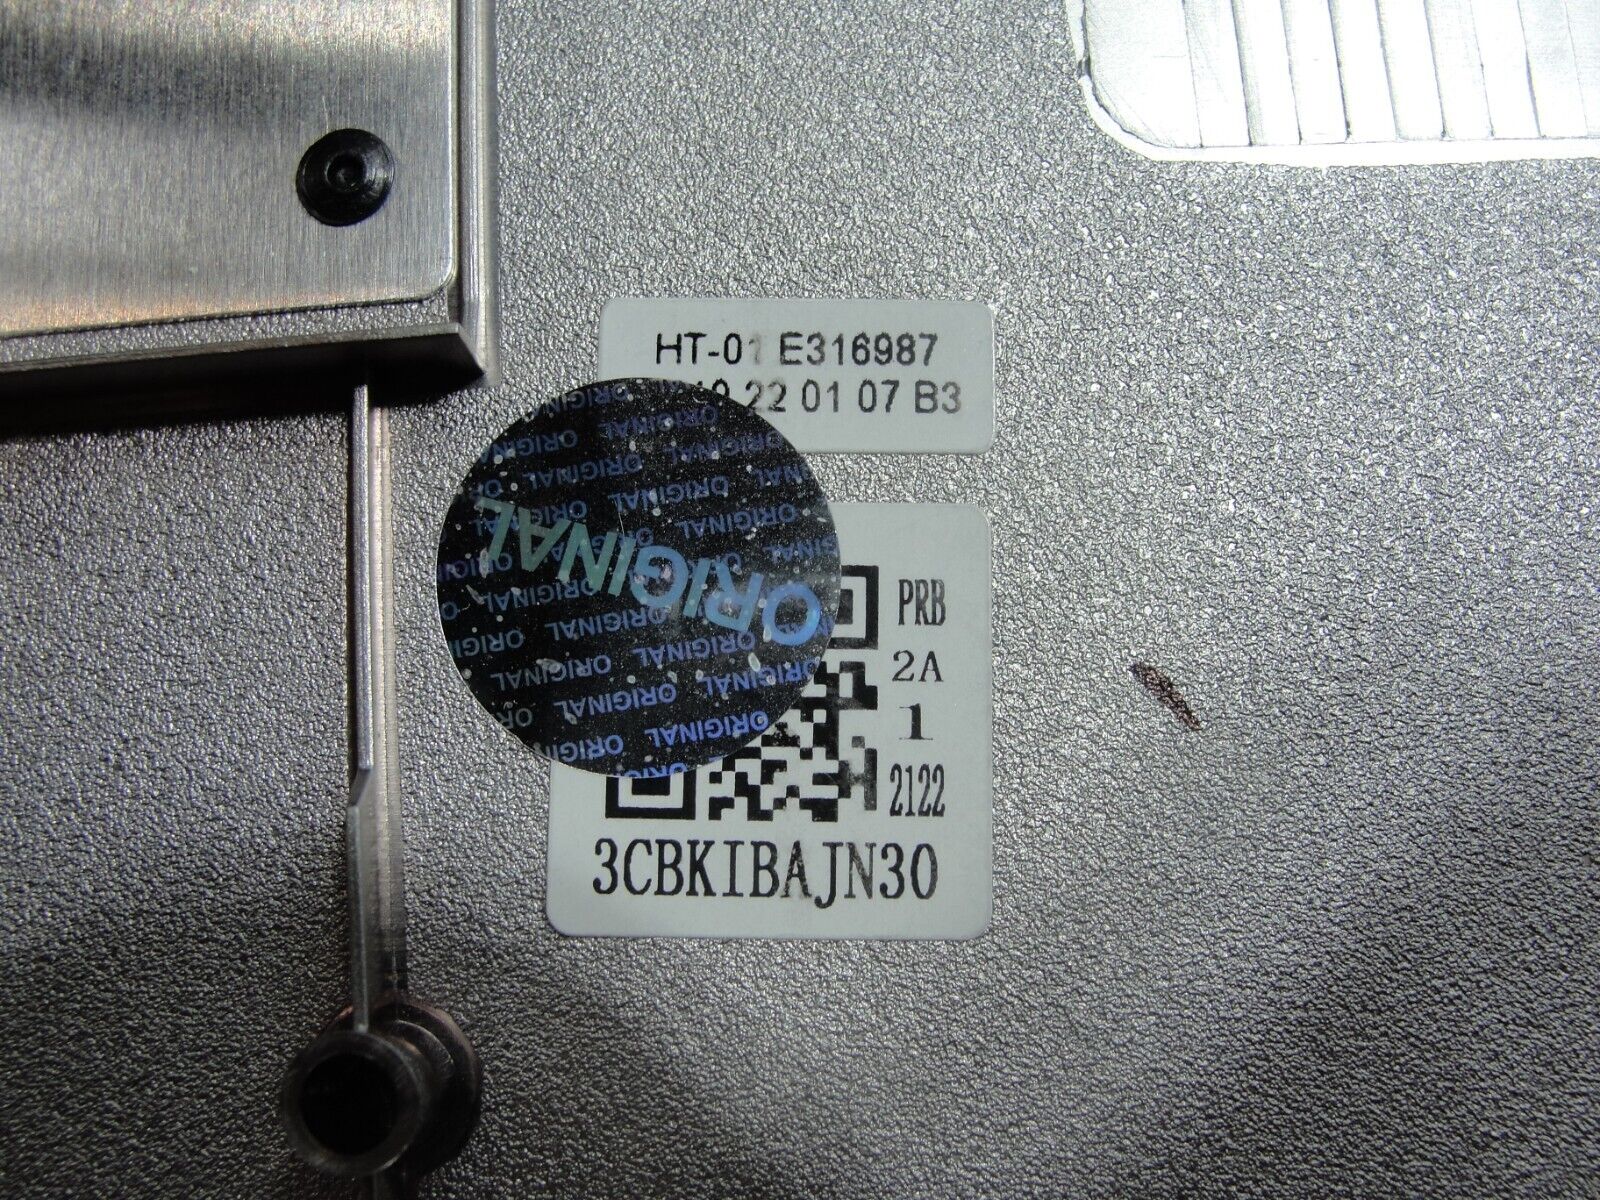 HT-01 E316987
22 01 07 B3
ORIGINAL
PRB
2A
1
2122
3CBKIBAJN30